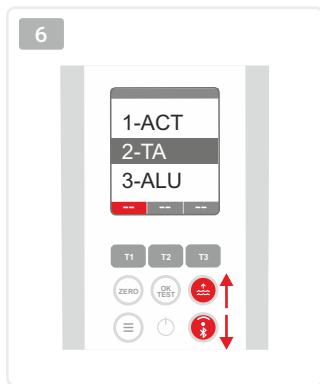 6
1-ACT
2-TA
3-ALU
-- -- --
T1 T2 T3
ZERO OK TEST